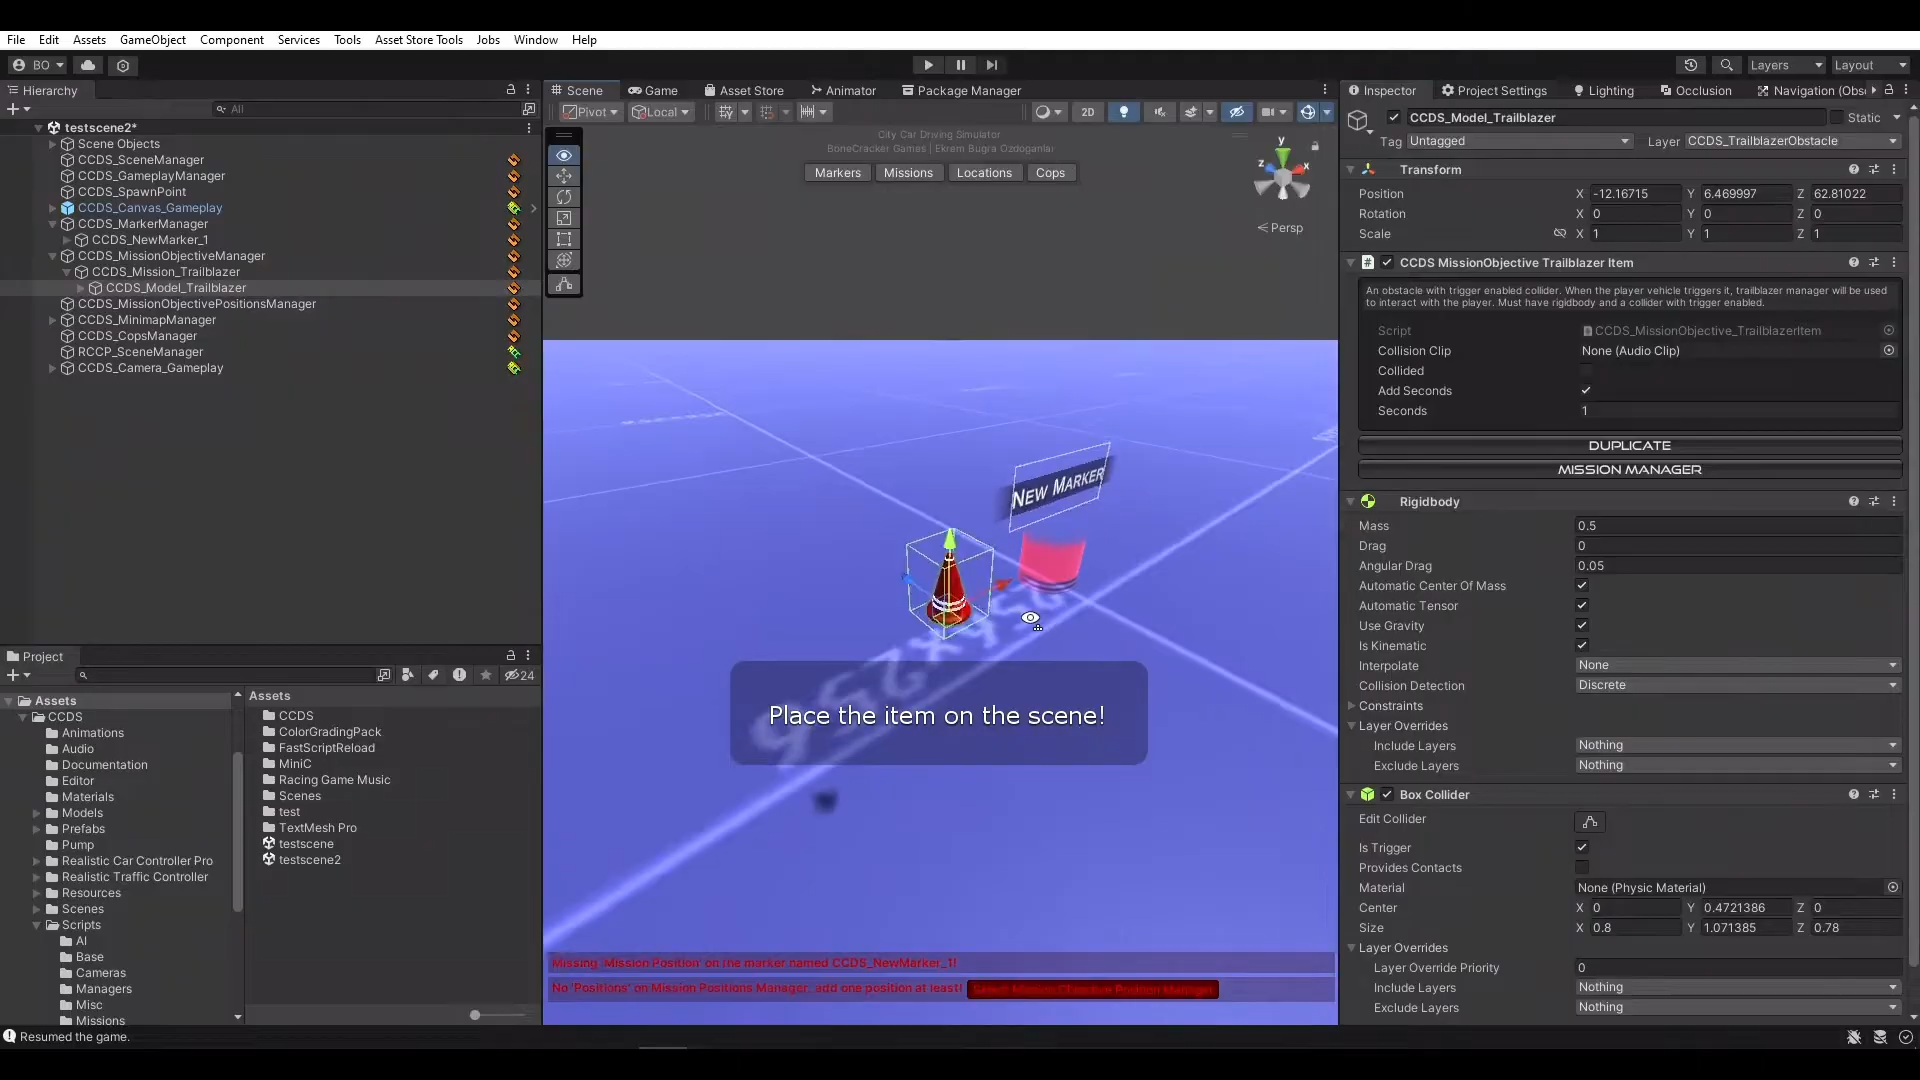 File Edit Assets GameObject Component Services Tools Asset Store Tools Jobs Window Help
BO
Layers
Layout
Hierarchy
All
testscene2*
Scene Objects
CCDS_SceneManager
CCDS_GameplayManager
CCDS_SpawnPoint
CCDS_Canvas_Gameplay
CCDS_MarkerManager
CCDS_NewMarker_1
CCDS_MissionObjectiveManager
CCDS_Mission_Trailblazer
CCDS_Model_Trailblazer
CCDS_MissionObjectivePositionsManager
CCDS_MinimapManager
CCDS_CopsManager
RCCP_SceneManager
CCDS_Camera_Gameplay
Project
24
Assets
CCDS
Animations
Audio
Documentation
Editor
Materials
Models
Prefabs
Pump
Realistic Car Controller Pro
Realistic Traffic Controller
Resources
Scenes
Scripts
AI
Base
Cameras
Managers
Misc
Missions
Assets
CCDS
ColorGradingPack
FastScriptReload
MiniC
Racing Game Music
Scenes
test
TextMesh Pro
testscene
testscene2
Resumed the game.
Scene Game Asset Store Animator Package Manager
Pivot Local 2D
City Car Driving Simulator
BoneCracker Games | Ekrem Bugra Ozdoganlar
Markers Missions Locations Cops
y
z x
Persp
NEW MARKER
256x256
Place the item on the scene!
Missing 'Mission Position' on the marker named CCDS_NewMarker_1!
No 'Positions' on Mission Positions Manager, add one position at least! Select Mission Objective Position Manager
Inspector Project Settings Lighting Occlusion Navigation (Obs
CCDS_Model_Trailblazer Static
Tag Untagged Layer CCDS_TrailblazerObstacle
Transform
Position X -12.16715 Y 6.469997 Z 62.81022
Rotation X 0 Y 0 Z 0
Scale X 1 Y 1 Z 1
CCDS MissionObjective Trailblazer Item
An obstacle with trigger enabled collider. When the player vehicle triggers it, trailblazer manager will be used
to interact with the player. Must have rigidbody and a collider with trigger enabled.
Script CCDS_MissionObjective_TrailblazerItem
Collision Clip None (Audio Clip)
Collided
Add Seconds
Seconds 1
DUPLICATE
MISSION MANAGER
Rigidbody
Mass 0.5
Drag 0
Angular Drag 0.05
Automatic Center Of Mass
Automatic Tensor
Use Gravity
Is Kinematic
Interpolate None
Collision Detection Discrete
Constraints
Layer Overrides
Include Layers Nothing
Exclude Layers Nothing
Box Collider
Edit Collider
Is Trigger
Provides Contacts
Material None (Physic Material)
Center X 0 Y 0.4721386 Z 0
Size X 0.8 Y 1.071385 Z 0.78
Layer Overrides
Layer Override Priority 0
Include Layers Nothing
Exclude Layers Nothing